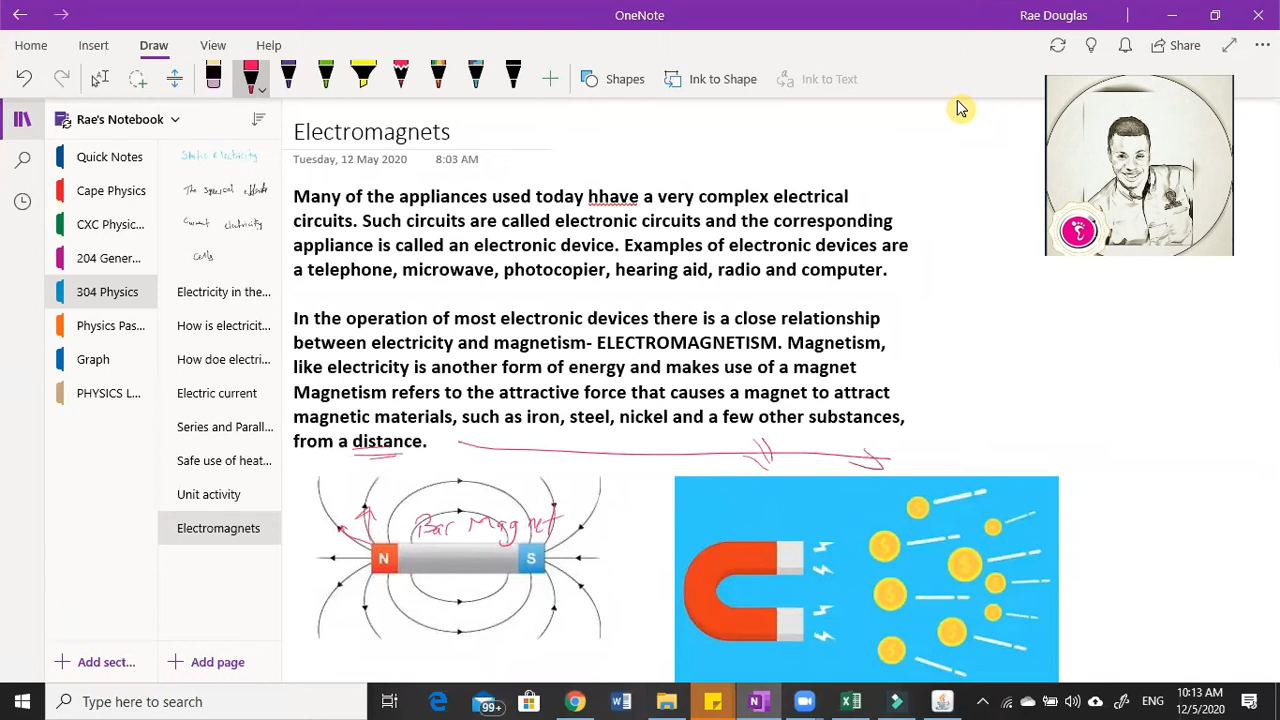 OneNote
Rae Douglas
Home
Insert
Draw
View
Help
Share
Shapes
Ink to Shape
Ink to Text
Rae's Notebook
Quick Notes
Cape Physics
CXC Physic...
204 Gener...
304 Physics
Physics Pas...
Graph
PHYSICS L...
Add sect...
Static Electricity
Current electricity
Cells
Electricity in the...
How is electricit...
How doe electri...
Electric current
Series and Parall...
Safe use of heat...
Unit activity
Electromagnets
Add page
Electromagnets
Tuesday, 12 May 2020 8:03 AM
Many of the appliances used today hhave a very complex electrical
circuits. Such circuits are called electronic circuits and the corresponding
appliance is called an electronic device. Examples of electronic devices are
a telephone, microwave, photocopier, hearing aid, radio and computer.
In the operation of most electronic devices there is a close relationship
between electricity and magnetism- ELECTROMAGNETISM. Magnetism,
like electricity is another form of energy and makes use of a magnet
Magnetism refers to the attractive force that causes a magnet to attract
magnetic materials, such as iron, steel, nickel and a few other substances,
from a distance.
Bar Magnet
N
S
Type here to search
99+
ENG
10:13 AM
12/5/2020